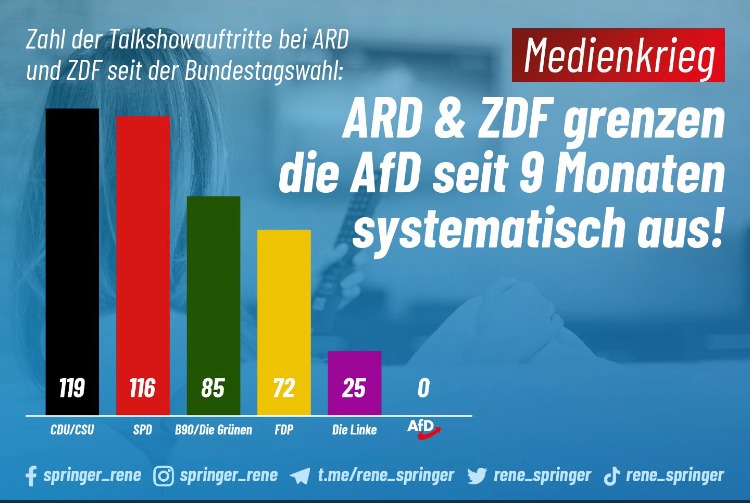 Zahl der Talkshowauftritte bei ARD
und ZDF seit der Bundestagswahl:
Medienkrieg
ARD & ZDF grenzen
die AfD seit 9 Monaten
systematisch aus!
119 116 85 72 25 0
CDU/CSU SPD B90/Die Grünen FDP Die Linke AfD
springer_rene springer_rene t.me/rene_springer rene_springer rene_springer